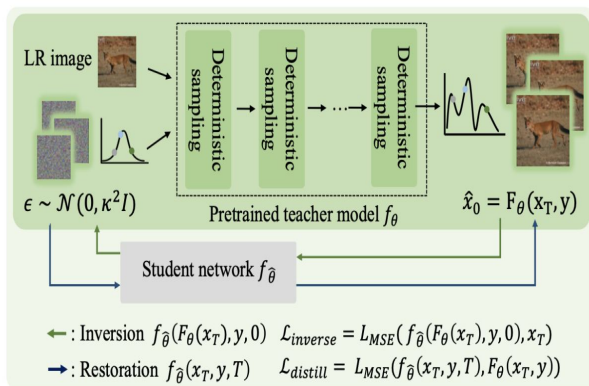 LR image
Deterministic sampling
Deterministic sampling
...
Deterministic sampling
ϵ ~ 𝒩(0, κ²I)
Pretrained teacher model f_θ
x̂₀ = F_θ(x_T, y)
Student network f_θ̂
: Inversion f_θ̂(F_θ(x_T), y, 0) ℒ_inverse = L_MSE(f_θ̂(F_θ(x_T), y, 0), x_T)
: Restoration f_θ̂(x_T, y, T) ℒ_distill = L_MSE(f_θ̂(x_T, y, T), F_θ(x_T, y))